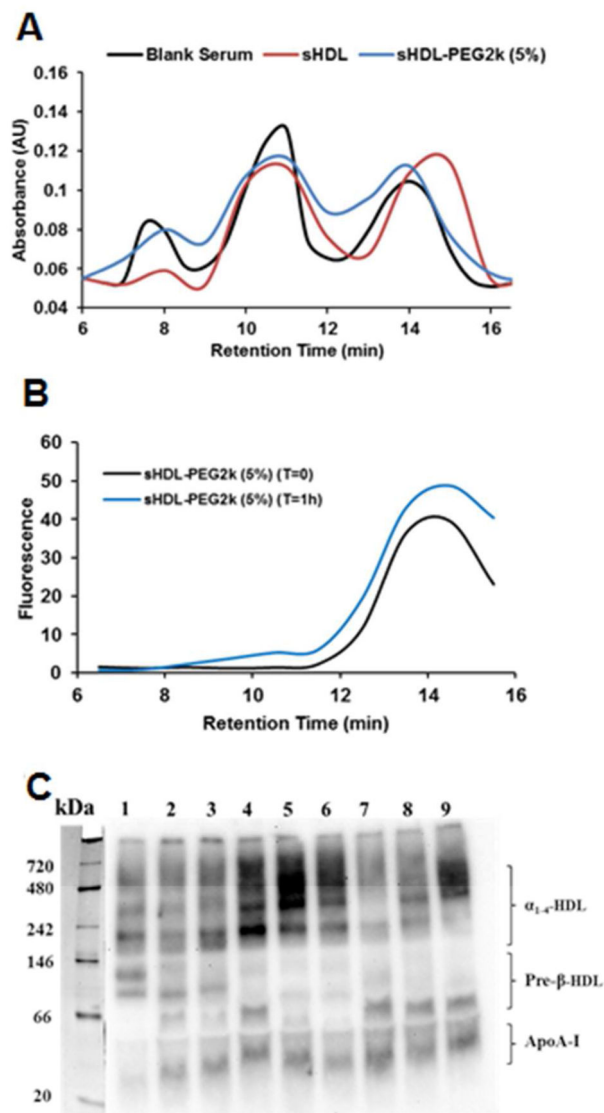 A
Blank Serum sHDL sHDL-PEG2k (5%)
0.16
0.14
0.12
0.1
0.08
0.06
0.04
Absorbance (AU)
6 8 10 12 14 16
Retention Time (min)
B
60
50
40
30
20
10
0
Fluorescence
sHDL-PEG2k (5%) (T=0)
sHDL-PEG2k (5%) (T=1h)
6 8 10 12 14 16
Retention Time (min)
C
kDa 1 2 3 4 5 6 7 8 9
720
480
242
146
66
20
α1-4-HDL
Pre-β-HDL
ApoA-I